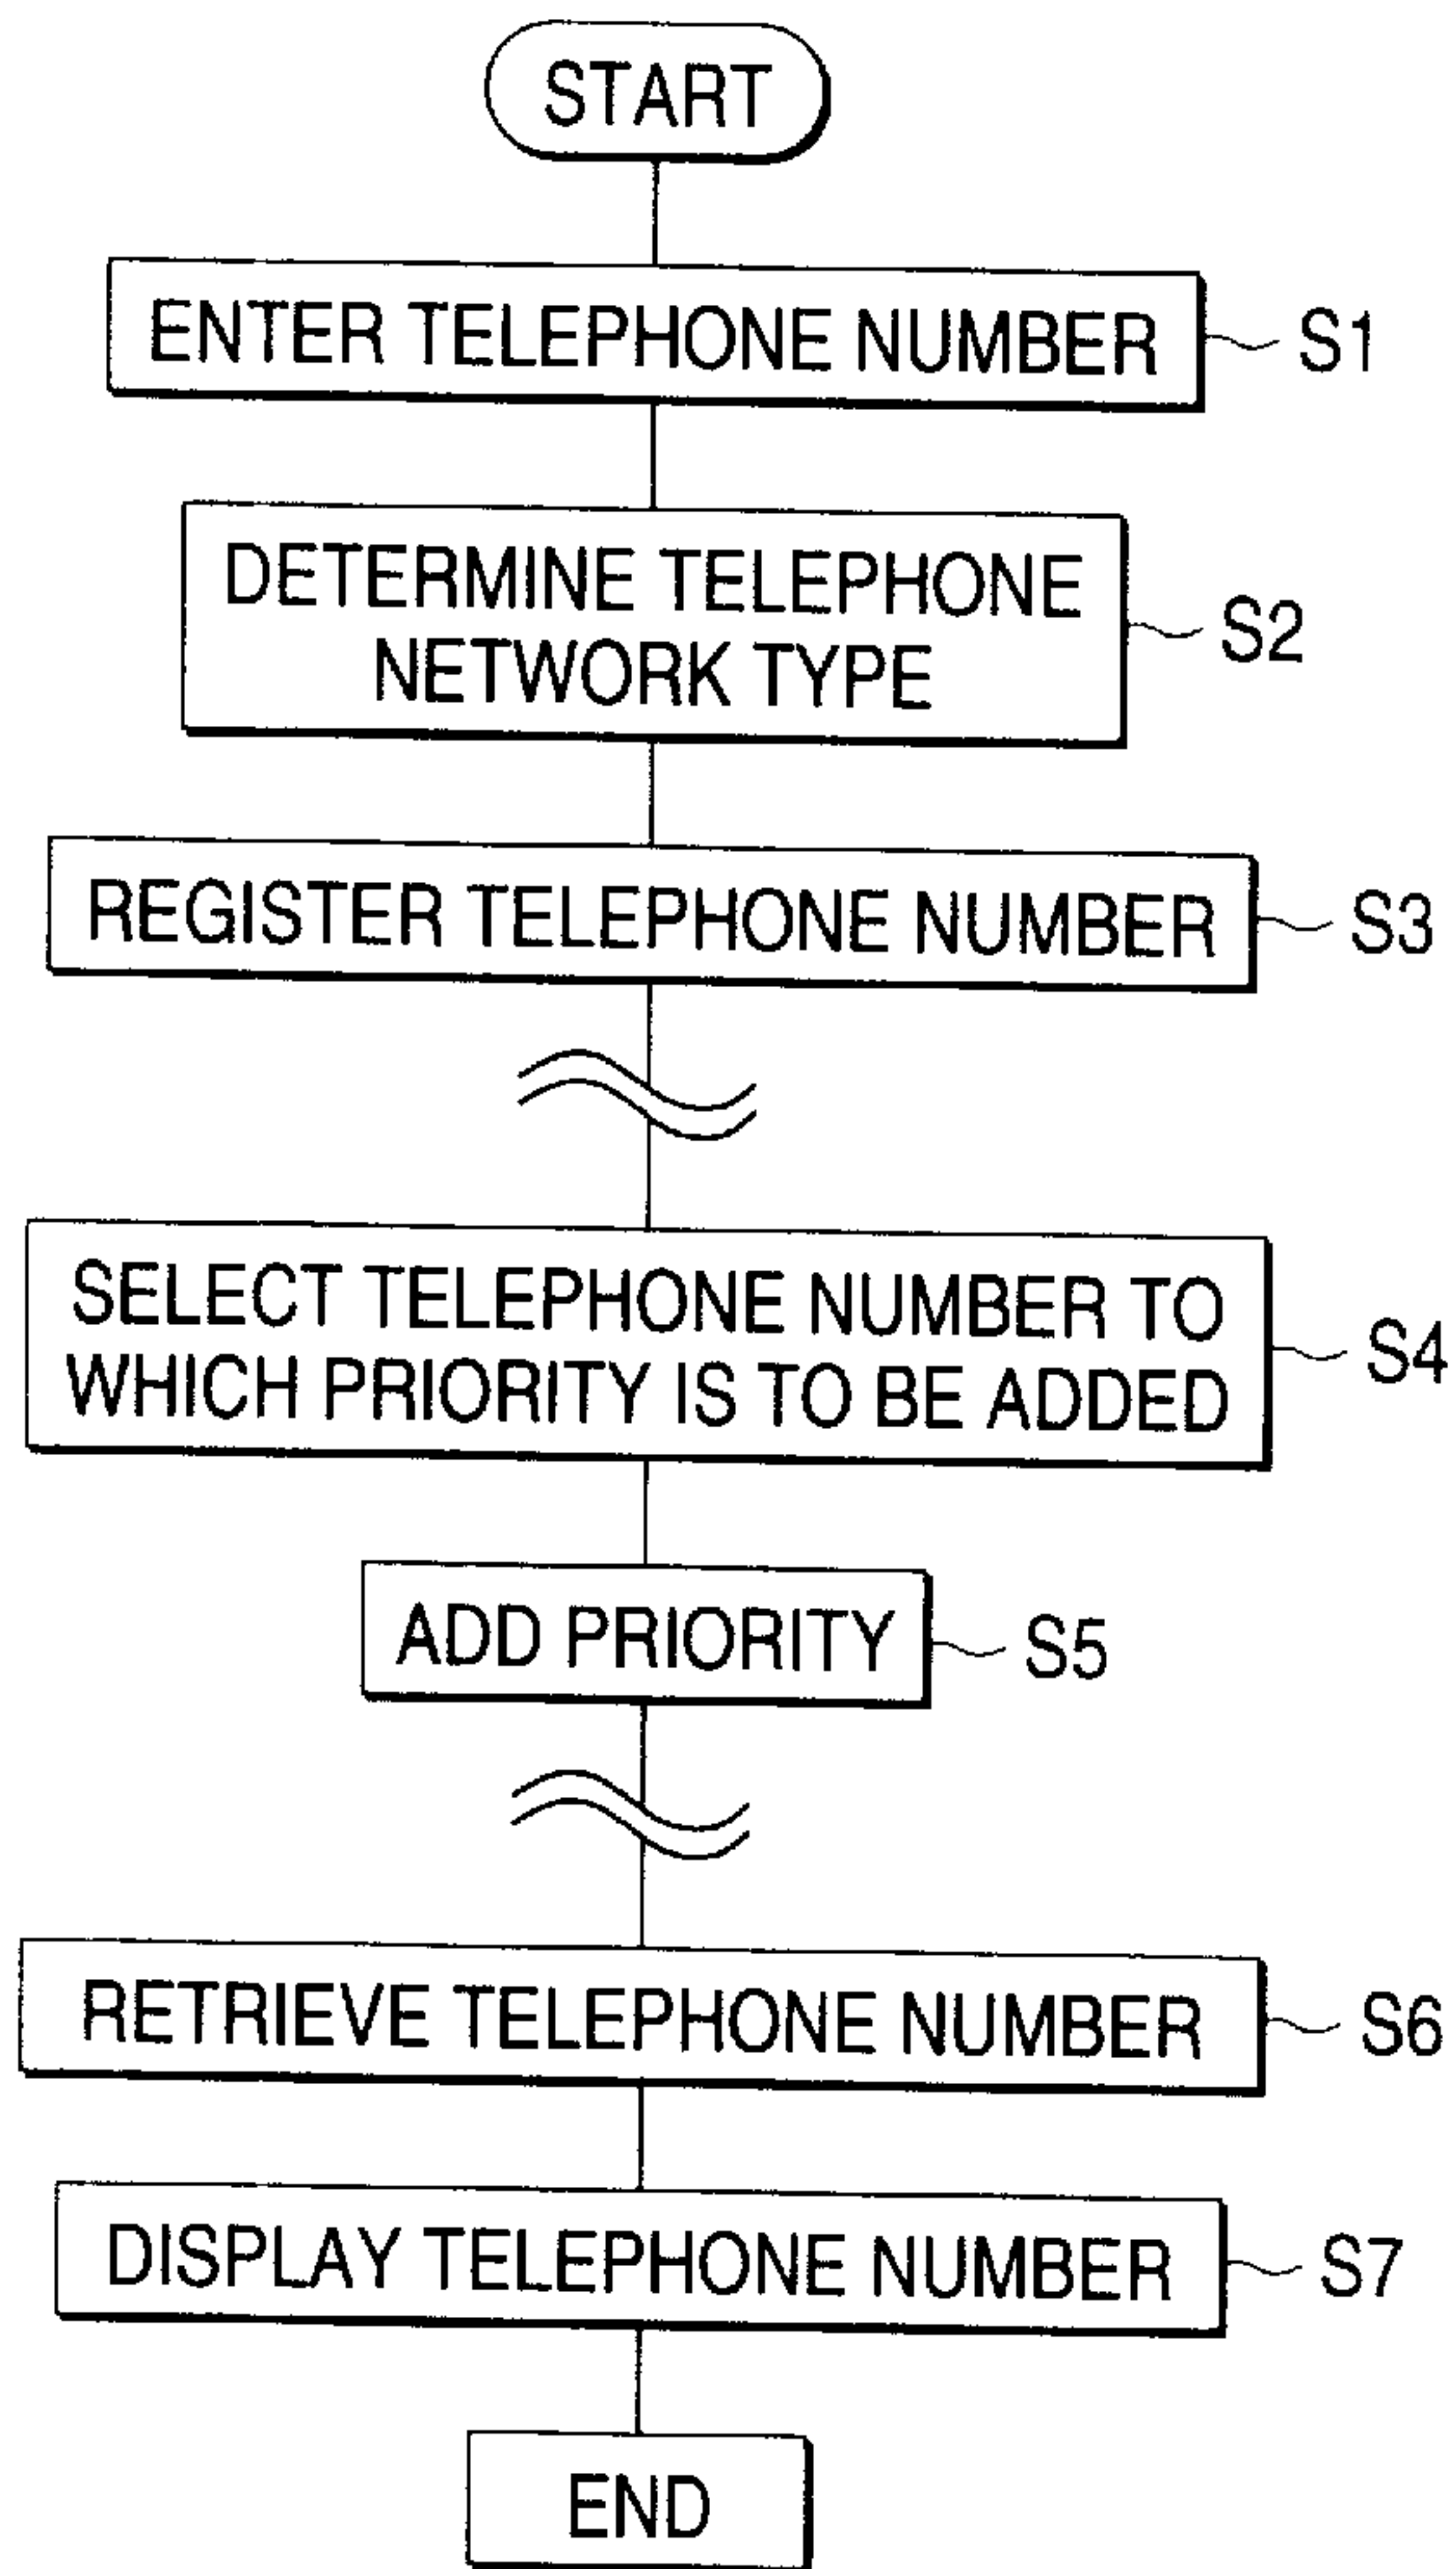 START
ENTER TELEPHONE NUMBER
S1
DETERMINE TELEPHONE
NETWORK TYPE
S2
REGISTER TELEPHONE NUMBER
S3
SELECT TELEPHONE NUMBER TO
WHICH PRIORITY IS TO BE ADDED
S4
ADD PRIORITY
S5
RETRIEVE TELEPHONE NUMBER
S6
DISPLAY TELEPHONE NUMBER
S7
END